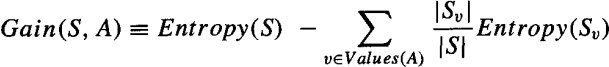 Gain(S, A) ≡ Entropy(S) − ∑_{v∈Values(A)} |S_v|/|S| Entropy(S_v)